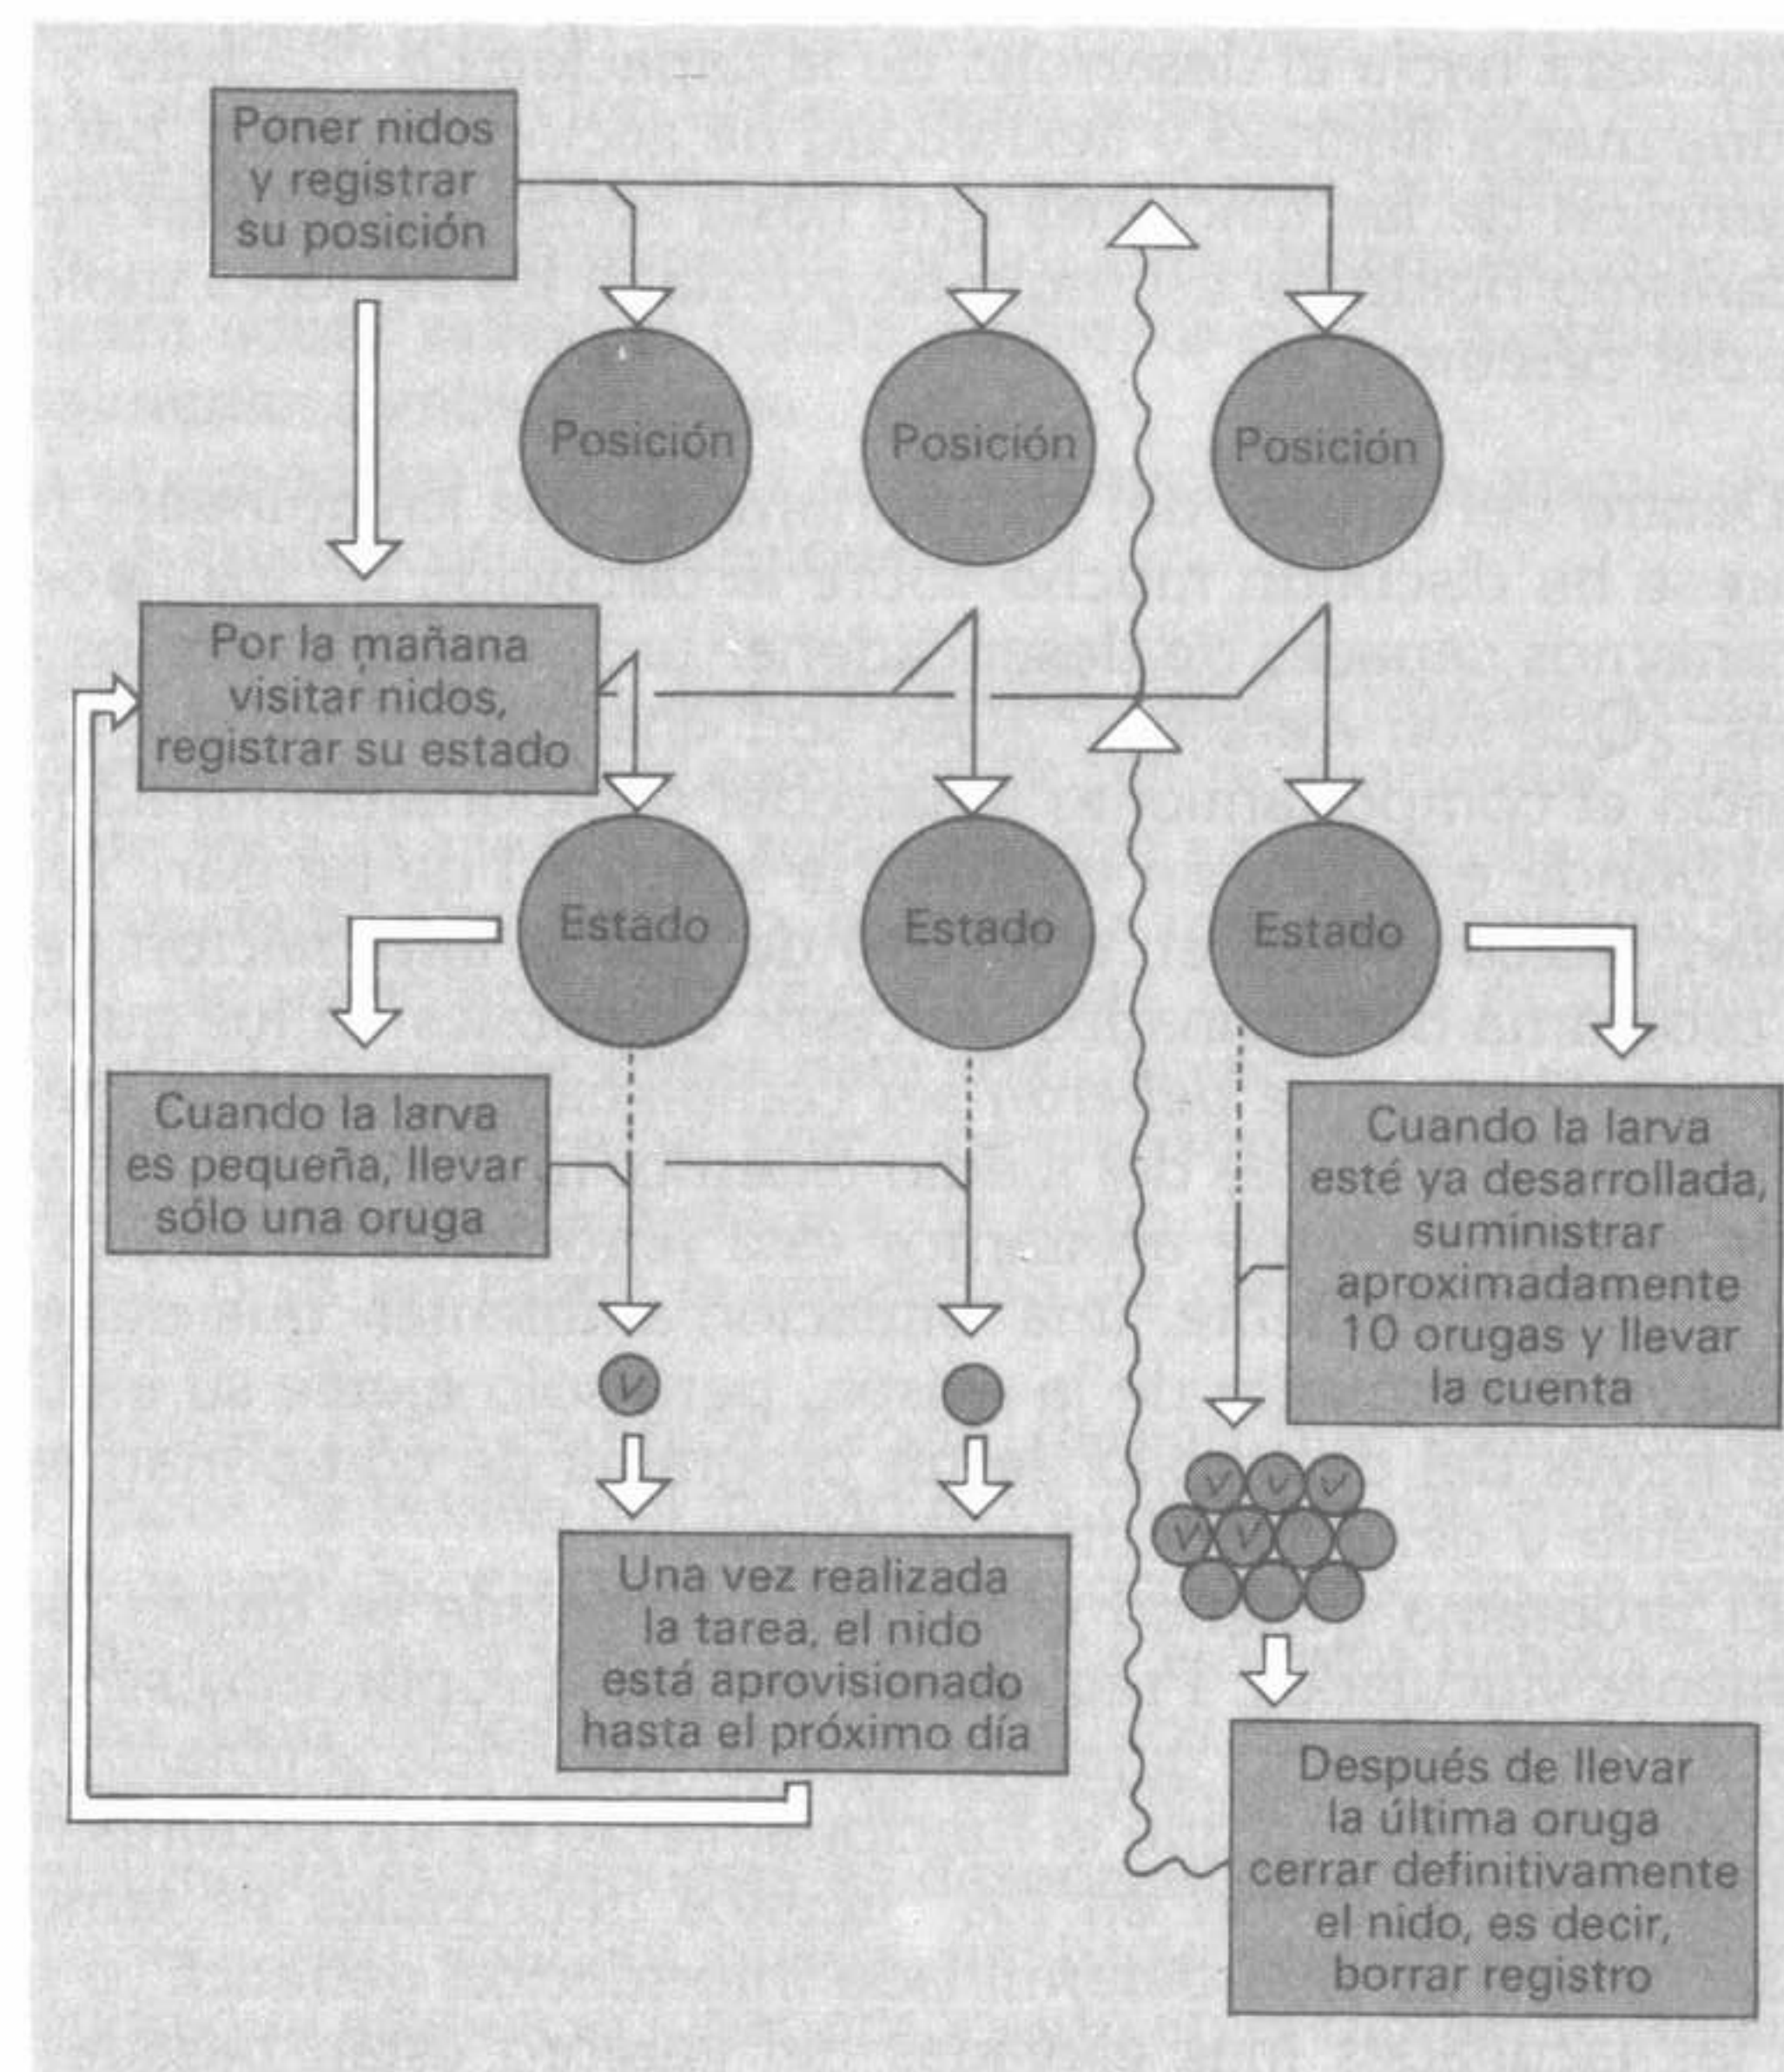 Poner nidos
y registrar
su posición
Posición
Posición
Posición
Por la mañana
visitar nidos,
registrar su estado
Estado
Estado
Estado
Cuando la larva
es pequeña, llevar
sólo una oruga
Cuando la larva
esté ya desarrollada,
suministrar
aproximadamente
10 orugas y llevar
la cuenta
V
V V V
V V
Una vez realizada
la tarea, el nido
está aprovisionado
hasta el próximo día
Después de llevar
la última oruga
cerrar definitivamente
el nido, es decir,
borrar registro